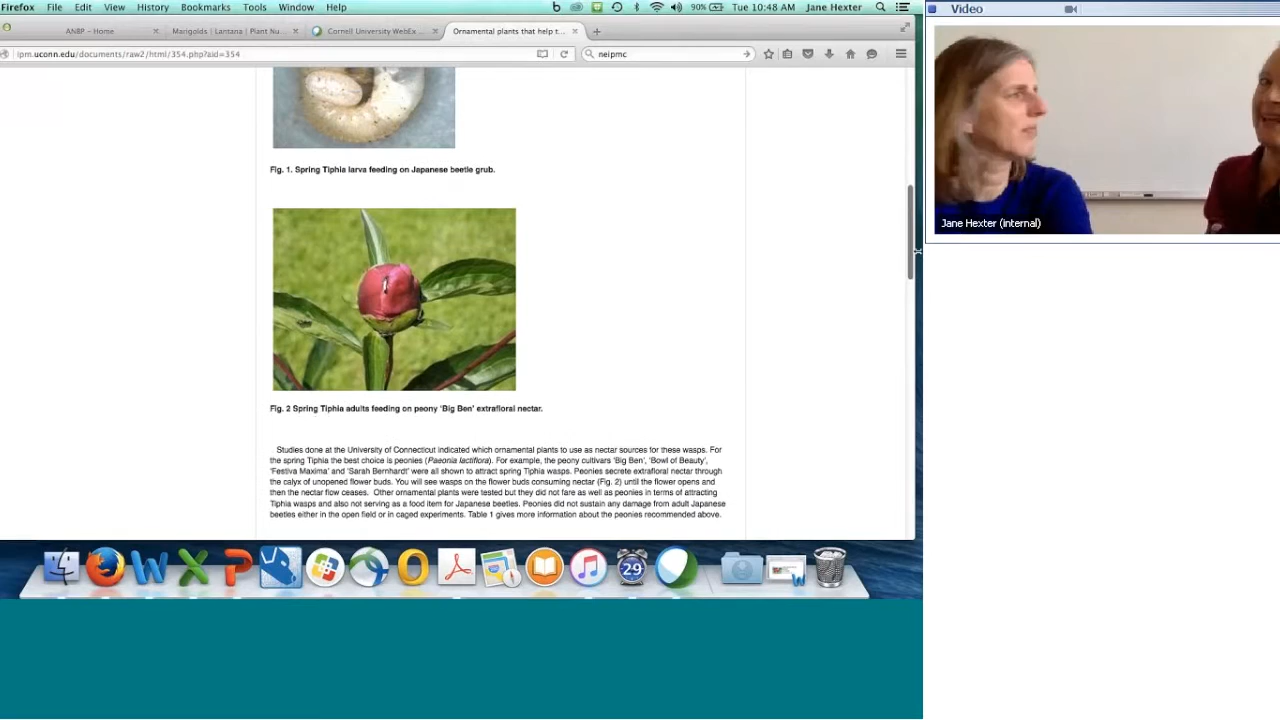 Firefox File Edit View History Bookmarks Tools Window Help 90% Tue 10:48 AM Jane Hexter
ANBP - Home Marigolds | Lantana | Plant Nu... Cornell University WebEx... Ornamental plants that help t...
ipm.uconn.edu/documents/raw2/html/354.php?aid=354 neipmc
Fig. 1. Spring Tiphia larva feeding on Japanese beetle grub.
Fig. 2 Spring Tiphia adults feeding on peony ‘Big Ben’ extrafloral nectar.
Studies done at the University of Connecticut indicated which ornamental plants to use as nectar sources for these wasps. For
the spring Tiphia the best choice is peonies (Paeonia lactiflora). For example, the peony cultivars ‘Big Ben’, ‘Bowl of Beauty’,
‘Festiva Maxima’ and ‘Sarah Bernhardt’ were all shown to attract spring Tiphia wasps. Peonies secrete extrafloral nectar through
the calyx of unopened flower buds. You will see wasps on the flower buds consuming nectar (Fig. 2) until the flower opens and
then the nectar flow ceases. Other ornamental plants were tested but they did not fare as well as peonies in terms of attracting
Tiphia wasps and also not serving as a food item for Japanese beetles. Peonies did not sustain any damage from adult Japanese
beetles either in the open field or in caged experiments. Table 1 gives more information about the peonies recommended above.
29
Video
Jane Hexter (internal)